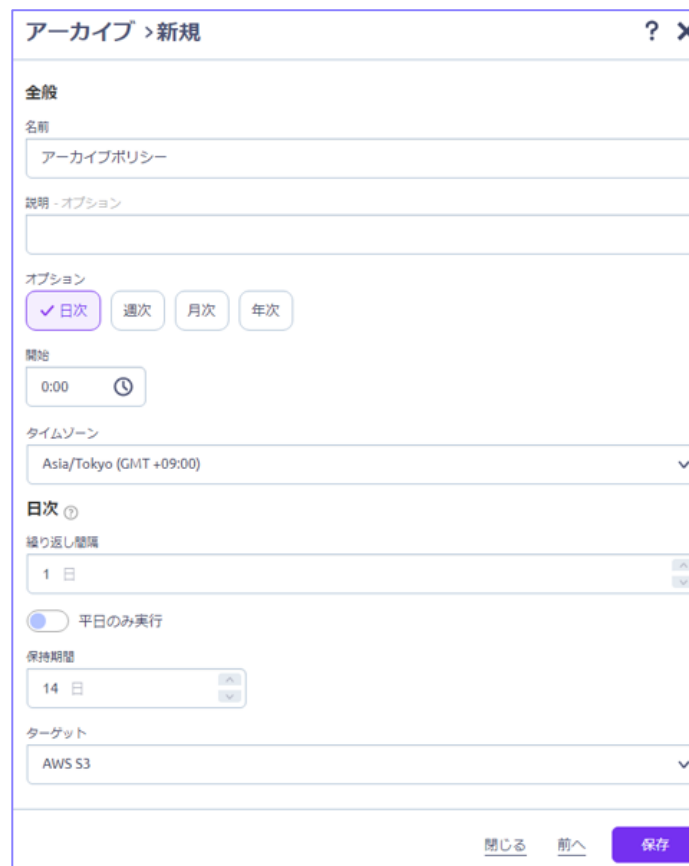 アーカイブ >新規 ?
全般
名前
アーカイブポリシー
説明 - オプション
オプション
日次 週次 月次 年次
開始
0:00
タイムゾーン
Asia/Tokyo (GMT +09:00)
日次 ?
繰り返し間隔
1 日
平日のみ実行
保持期間
14 日
ターゲット
AWS S3
閉じる 前へ 保存